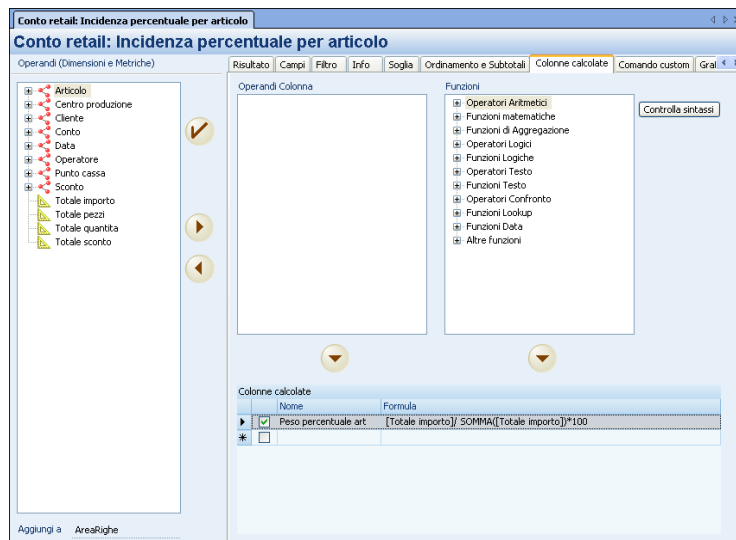 Conto retail: Incidenza percentuale per articolo
Conto retail: Incidenza percentuale per articolo
Operandi (Dimensioni e Metriche)
Risultato Campi Filtro Info Soglia Ordinamento e Subtotali Colonne calcolate Comando custom Gral
Articolo
Centro produzione
Cliente
Conto
Data
Operatore
Punto cassa
Sconto
Totale importo
Totale pezzi
Totale quantita
Totale sconto
Operandi Colonna
Funzioni
Operatori Aritmetici
Funzioni matematiche
Funzioni di Aggregazione
Operatori Logici
Funzioni Logiche
Operatori Testo
Funzioni Testo
Operatori Confronto
Funzioni Lookup
Funzioni Data
Altre funzioni
Controlla sintassi
Colonne calcolate
Nome Formula
Peso percentuale art [Totale importo]/ SOMMA([Totale importo])*100
Aggiungi a AreaRighe